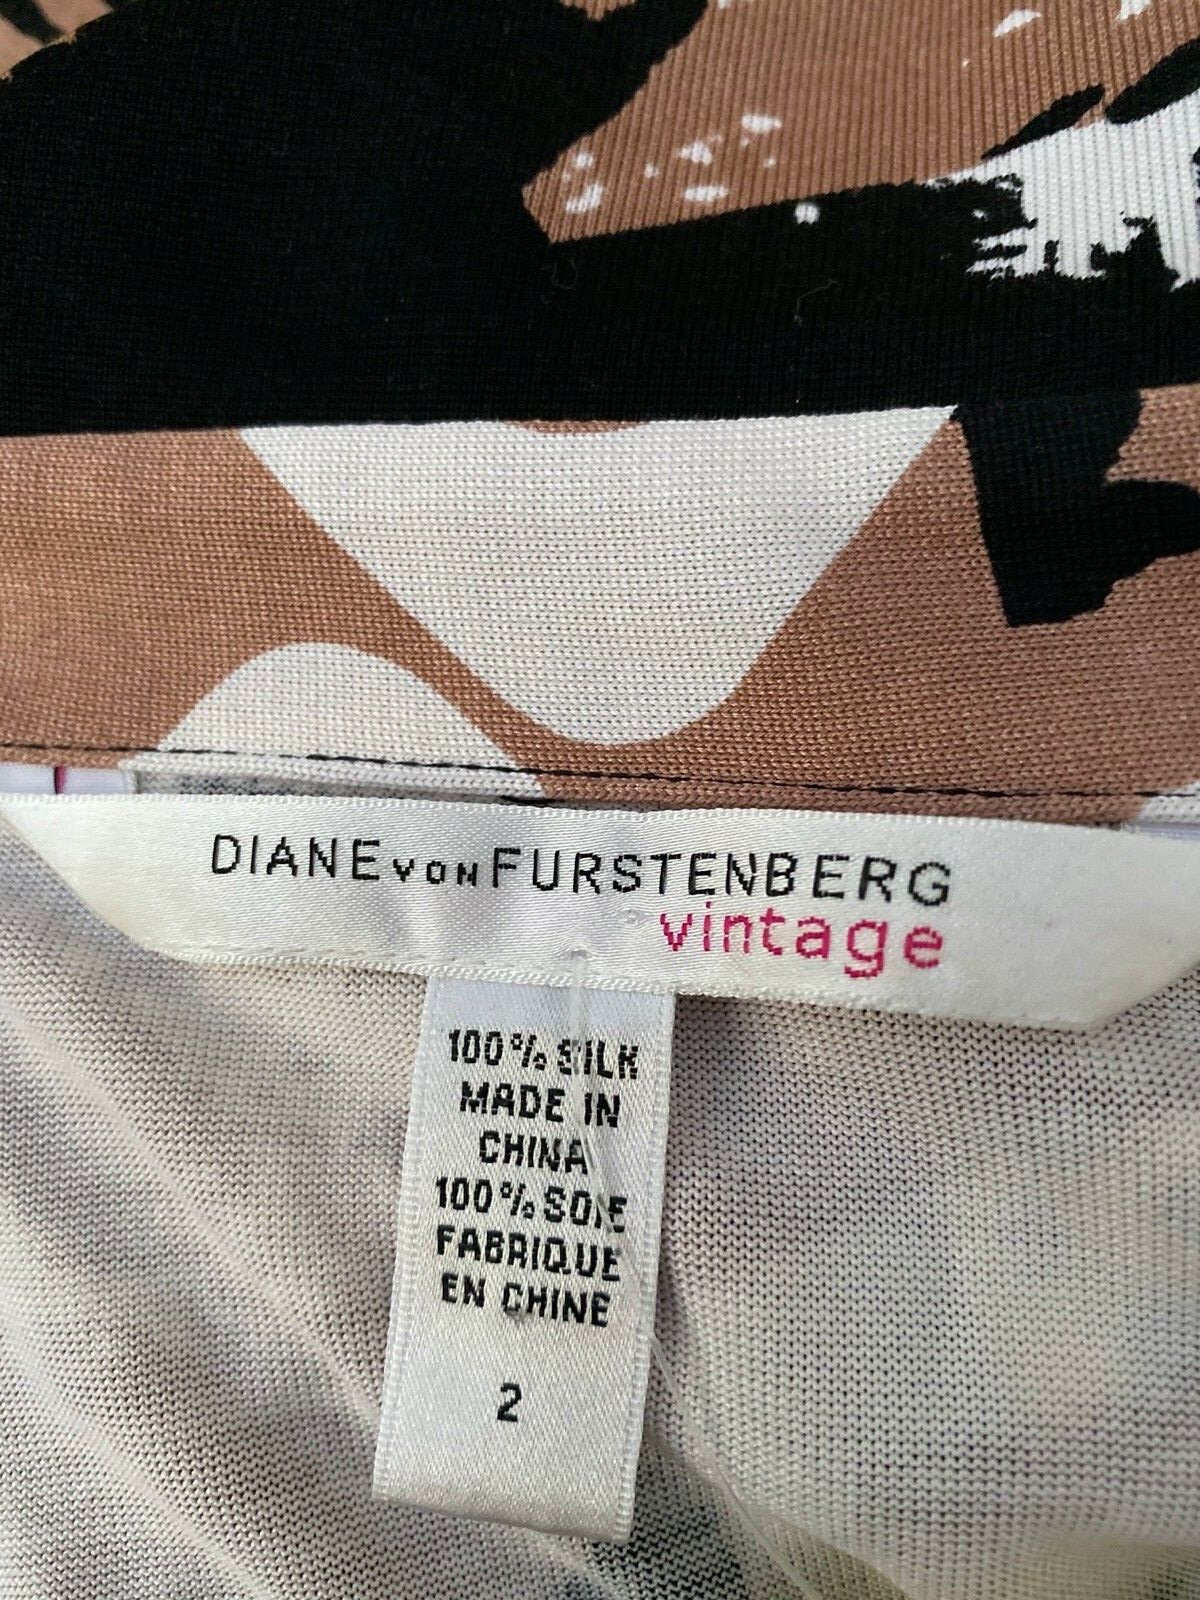 DIANE VON FURSTENBERG
vintage
100% SILK
MADE IN
CHINA
100% SOIE
FABRIQUE
EN CHINE
2